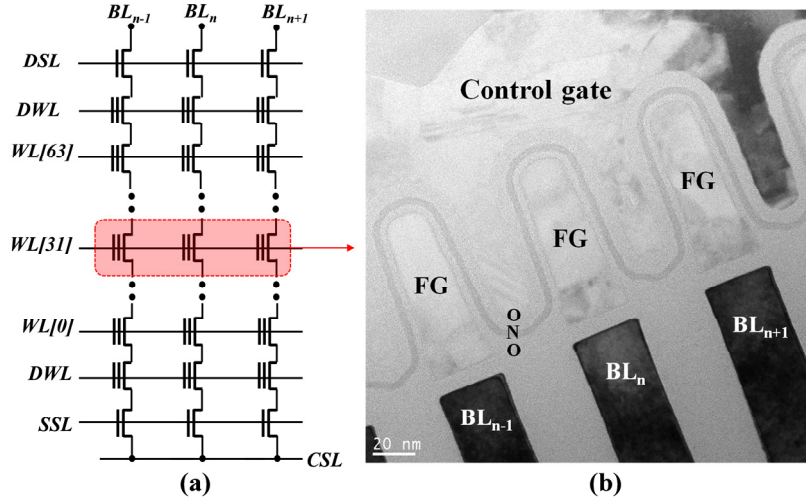 BLn-1 BLn BLn+1
DSL
DWL
WL[63]
WL[31]
WL[0]
DWL
SSL
CSL
(a)
Control gate
FG
FG
FG
O
N
O
BLn+1
BLn
BLn-1
20 nm
(b)